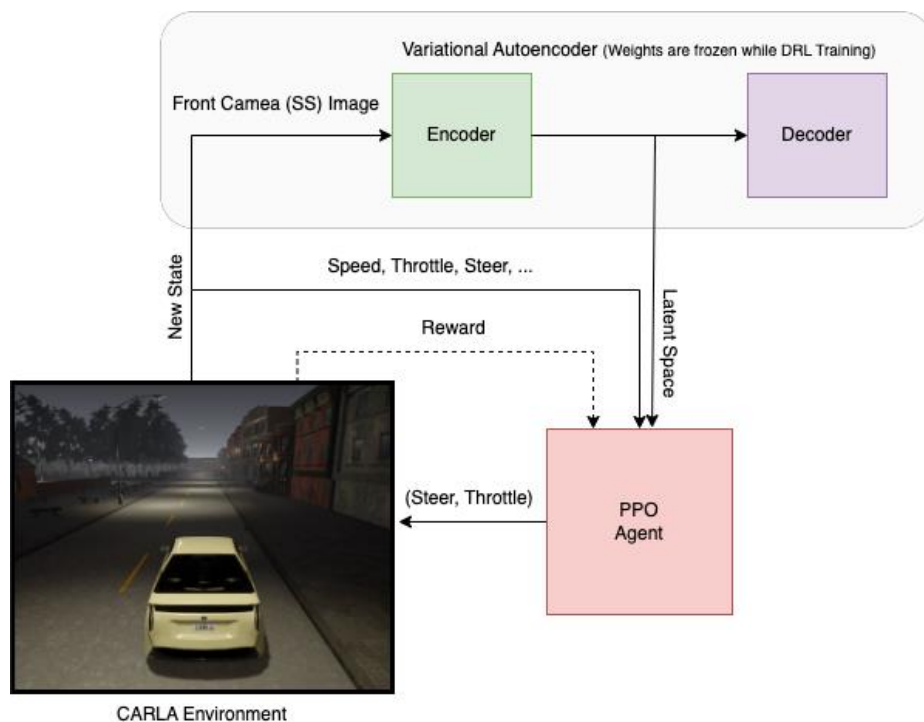 Variational Autoencoder (Weights are frozen while DRL Training)
Front Camea (SS) Image
Encoder
Decoder
Speed, Throttle, Steer, ...
New State
Latent Space
Reward
(Steer, Throttle)
PPO
Agent
CARLA Environment